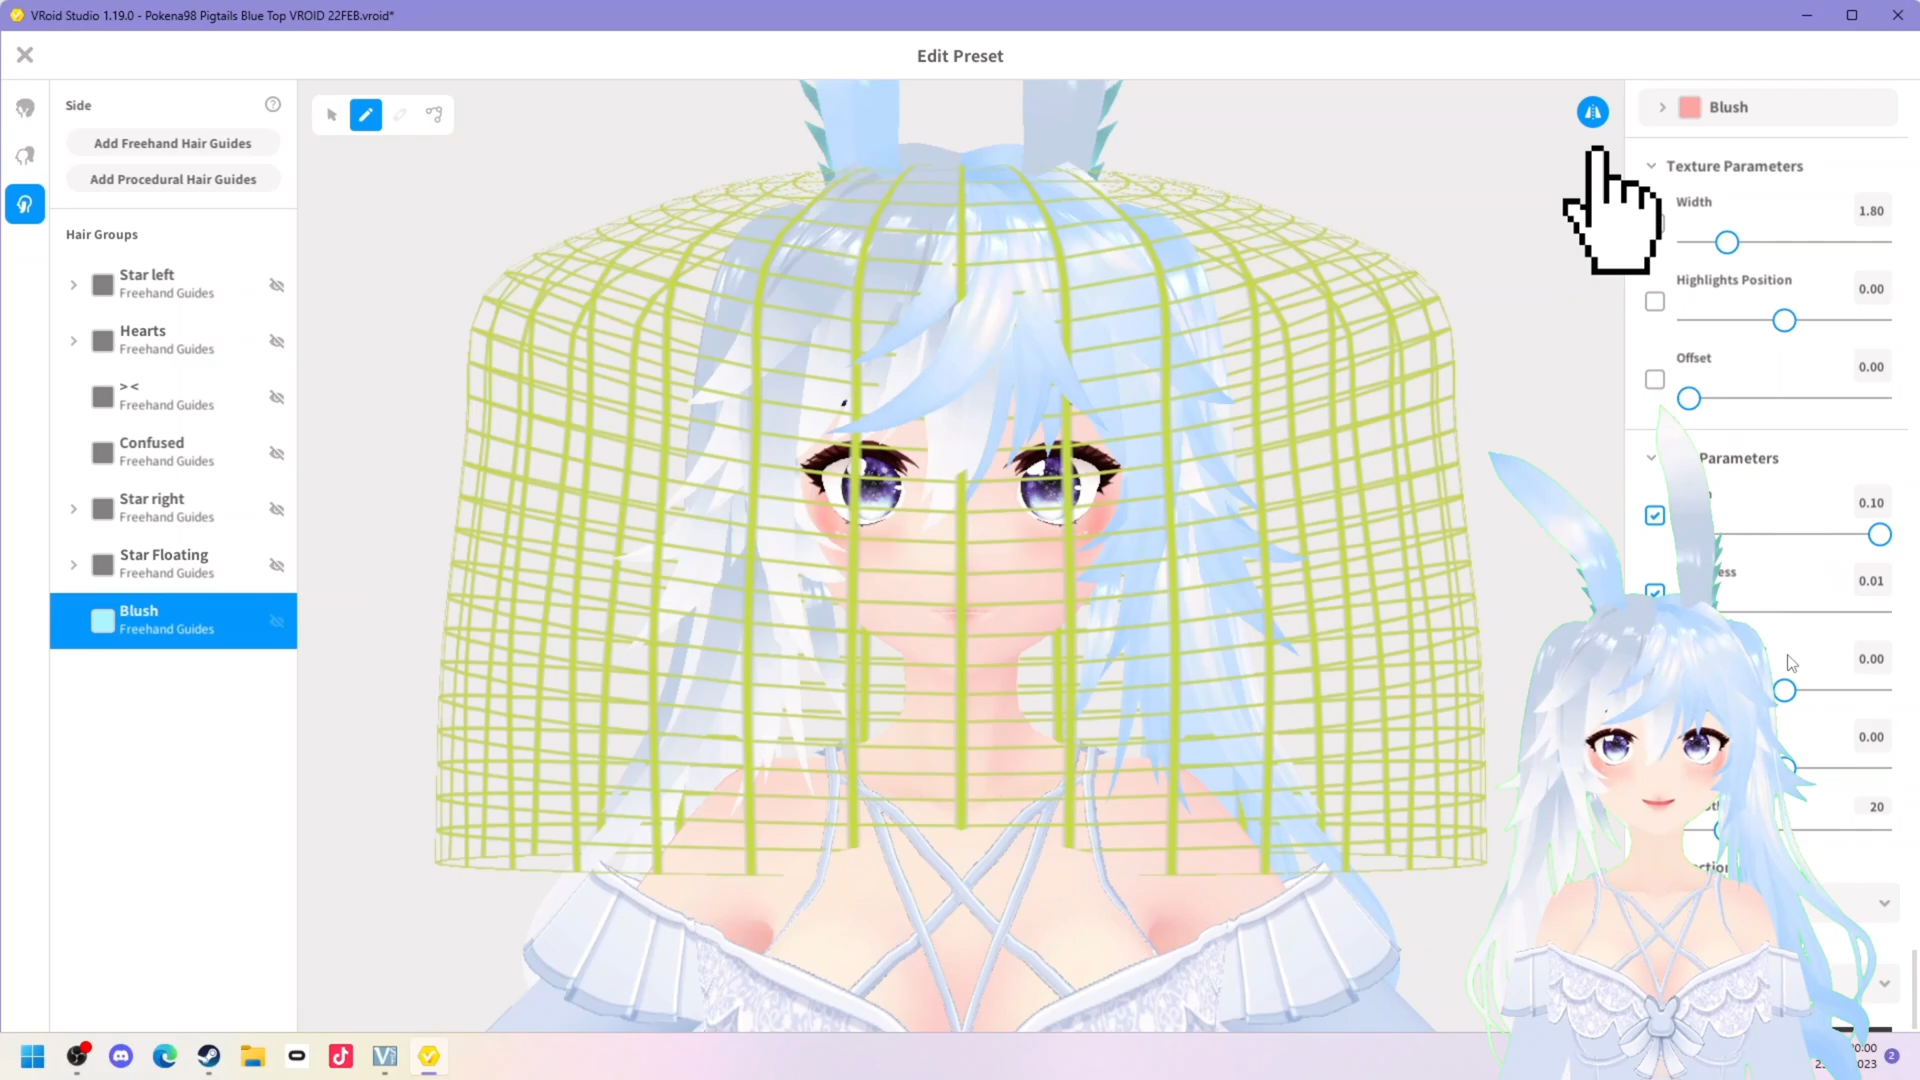 VRoid Studio 1.19.0 - Pokena98 Pigtails Blue Top VROID 22FEB.vroid*
Edit Preset
Side
Add Freehand Hair Guides
Add Procedural Hair Guides
Hair Groups
Star left
Freehand Guides
Hearts
Freehand Guides
> <
Freehand Guides
Confused
Freehand Guides
Star right
Freehand Guides
Star Floating
Freehand Guides
Blush
Freehand Guides
Blush
Texture Parameters
Width
1.80
Highlights Position
0.00
Offset
0.00
Parameters
0.10
0.01
0.00
0.00
20
2